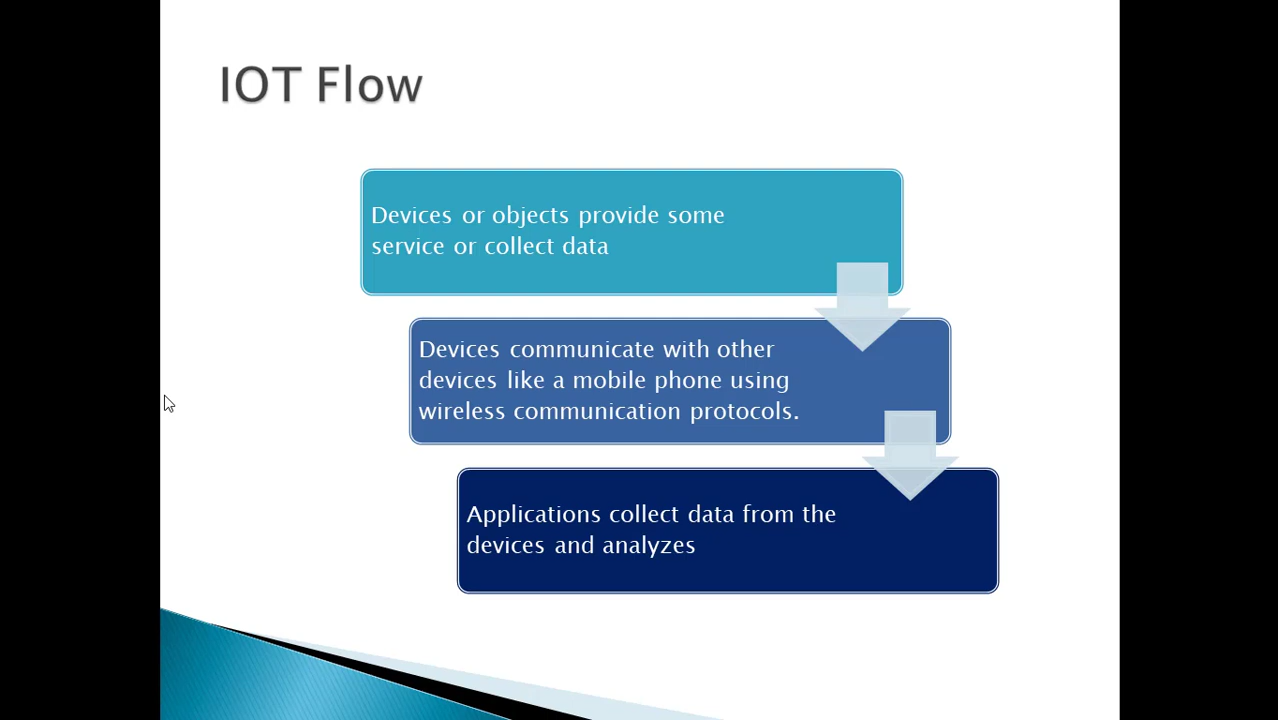 IOT Flow
Devices or objects provide some
service or collect data
Devices communicate with other
devices like a mobile phone using
wireless communication protocols.
Applications collect data from the
devices and analyzes